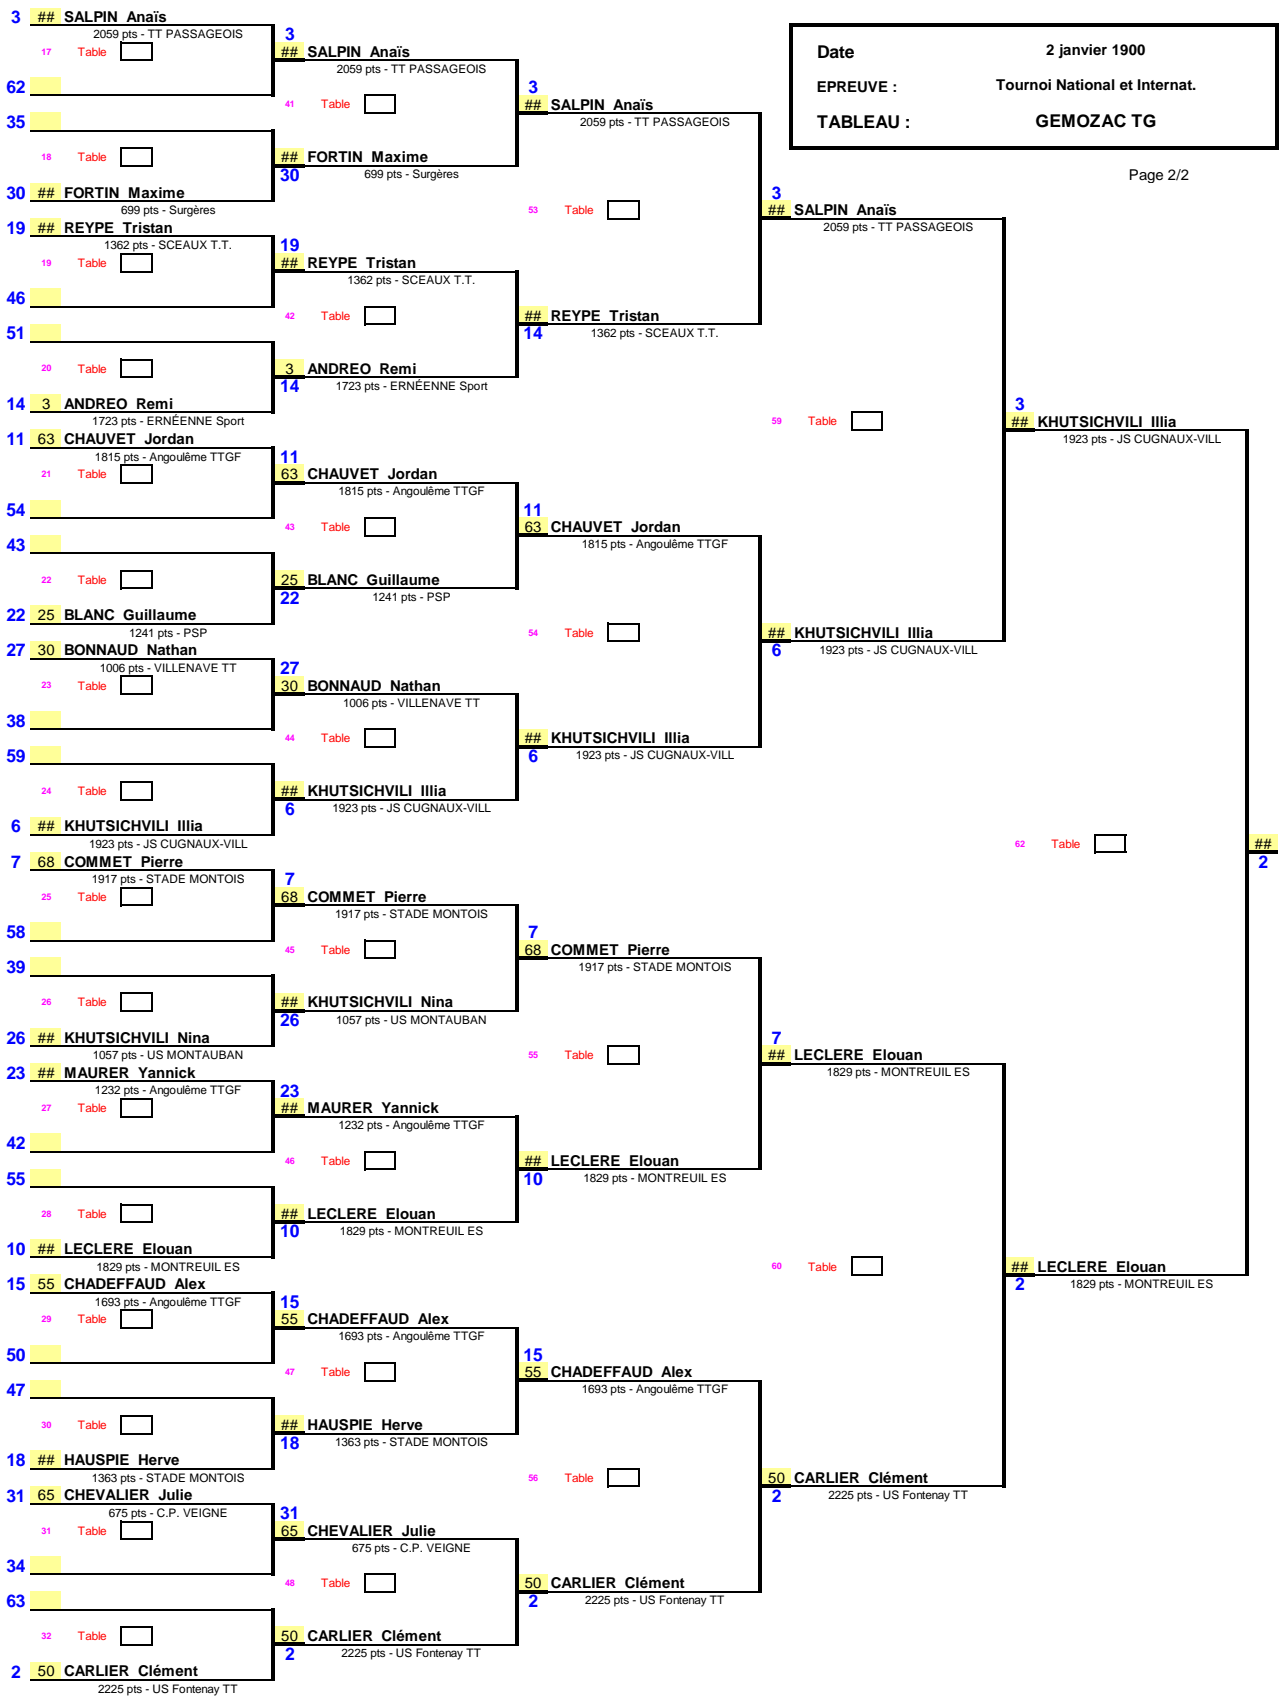 3 ## SALPIN Anaïs
2059 pts - TT PASSAGEOIS
17 Table
62
35
18 Table
30 ## FORTIN Maxime
699 pts - Surgères
19 ## REYPE Tristan
1362 pts - SCEAUX T.T.
19 Table
46
51
20 Table
14 3 ANDREO Remi
1723 pts - ERNÉENNE Sport
11 63 CHAUVET Jordan
1815 pts - Angoulême TTGF
21 Table
54
43
22 Table
22 25 BLANC Guillaume
1241 pts - PSP
27 30 BONNAUD Nathan
1006 pts - VILLENAVE TT
23 Table
38
59
24 Table
6 ## KHUTSICHVILI Illia
1923 pts - JS CUGNAUX-VILL
7 68 COMMET Pierre
1917 pts - STADE MONTOIS
25 Table
58
39
26 Table
26 ## KHUTSICHVILI Nina
1057 pts - US MONTAUBAN
23 ## MAURER Yannick
1232 pts - Angoulême TTGF
27 Table
42
55
28 Table
10 ## LECLERE Elouan
1829 pts - MONTREUIL ES
15 55 CHADEFFAUD Alex
1693 pts - Angoulême TTGF
29 Table
50
47
30 Table
18 ## HAUSPIE Herve
1363 pts - STADE MONTOIS
31 65 CHEVALIER Julie
675 pts - C.P. VEIGNE
31 Table
34
63
32 Table
2 50 CARLIER Clément
2225 pts - US Fontenay TT
3
## SALPIN Anaïs
2059 pts - TT PASSAGEOIS
41 Table
## FORTIN Maxime
30
699 pts - Surgères
19
## REYPE Tristan
1362 pts - SCEAUX T.T.
42 Table
3 ANDREO Remi
14
1723 pts - ERNÉENNE Sport
11
63 CHAUVET Jordan
1815 pts - Angoulême TTGF
43 Table
25 BLANC Guillaume
22
1241 pts - PSP
27
30 BONNAUD Nathan
1006 pts - VILLENAVE TT
44 Table
## KHUTSICHVILI Illia
6
1923 pts - JS CUGNAUX-VILL
7
68 COMMET Pierre
1917 pts - STADE MONTOIS
45 Table
## KHUTSICHVILI Nina
26
1057 pts - US MONTAUBAN
23
## MAURER Yannick
1232 pts - Angoulême TTGF
46 Table
## LECLERE Elouan
10
1829 pts - MONTREUIL ES
15
55 CHADEFFAUD Alex
1693 pts - Angoulême TTGF
47 Table
## HAUSPIE Herve
18
1363 pts - STADE MONTOIS
31
65 CHEVALIER Julie
675 pts - C.P. VEIGNE
48 Table
50 CARLIER Clément
2
2225 pts - US Fontenay TT
3
## SALPIN Anaïs
2059 pts - TT PASSAGEOIS
53 Table
## REYPE Tristan
14
1362 pts - SCEAUX T.T.
11
63 CHAUVET Jordan
1815 pts - Angoulême TTGF
54 Table
## KHUTSICHVILI Illia
6
1923 pts - JS CUGNAUX-VILL
7
68 COMMET Pierre
1917 pts - STADE MONTOIS
55 Table
## LECLERE Elouan
10
1829 pts - MONTREUIL ES
15
55 CHADEFFAUD Alex
1693 pts - Angoulême TTGF
56 Table
50 CARLIER Clément
2
2225 pts - US Fontenay TT
Date 2 janvier 1900
EPREUVE : Tournoi National et Internat.
TABLEAU : GEMOZAC TG
Page 2/2
3
## SALPIN Anaïs
2059 pts - TT PASSAGEOIS
59 Table
## KHUTSICHVILI Illia
6
1923 pts - JS CUGNAUX-VILL
7
## LECLERE Elouan
1829 pts - MONTREUIL ES
60 Table
50 CARLIER Clément
2
2225 pts - US Fontenay TT
3
## KHUTSICHVILI Illia
1923 pts - JS CUGNAUX-VILL
62 Table
## LECLERE Elouan
2
1829 pts - MONTREUIL ES
##
2